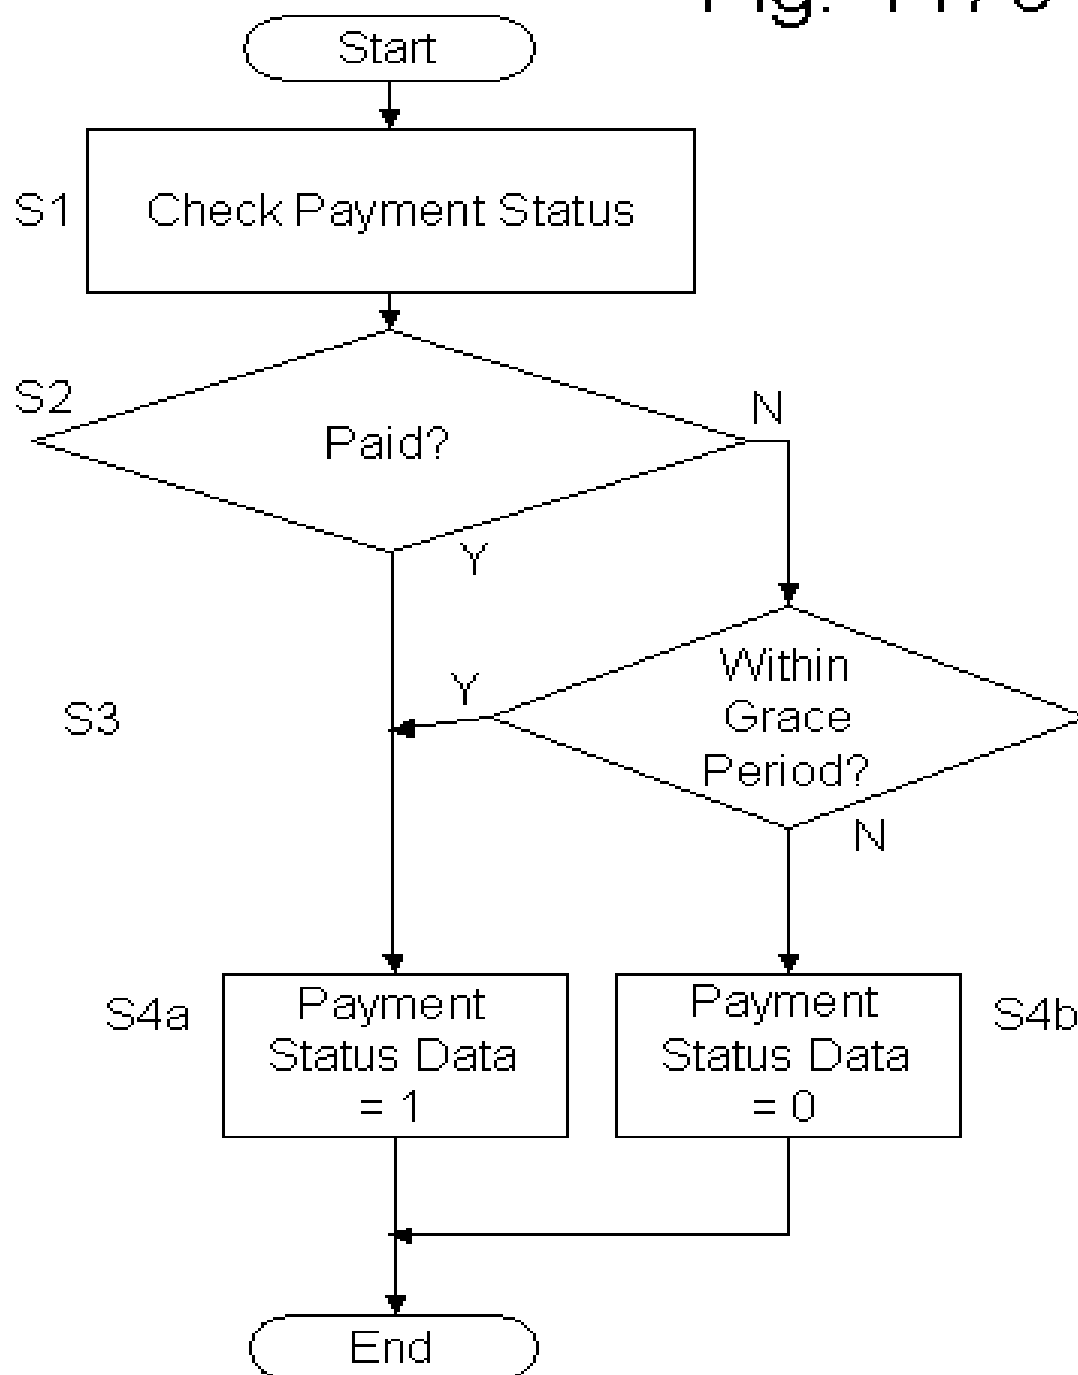 Start
S1
Check Payment Status
S2
Paid?
N
Y
Within
Grace
Period?
Y
S3
N
S4a
Payment
Status Data
= 1
Payment
Status Data
= 0
S4b
End